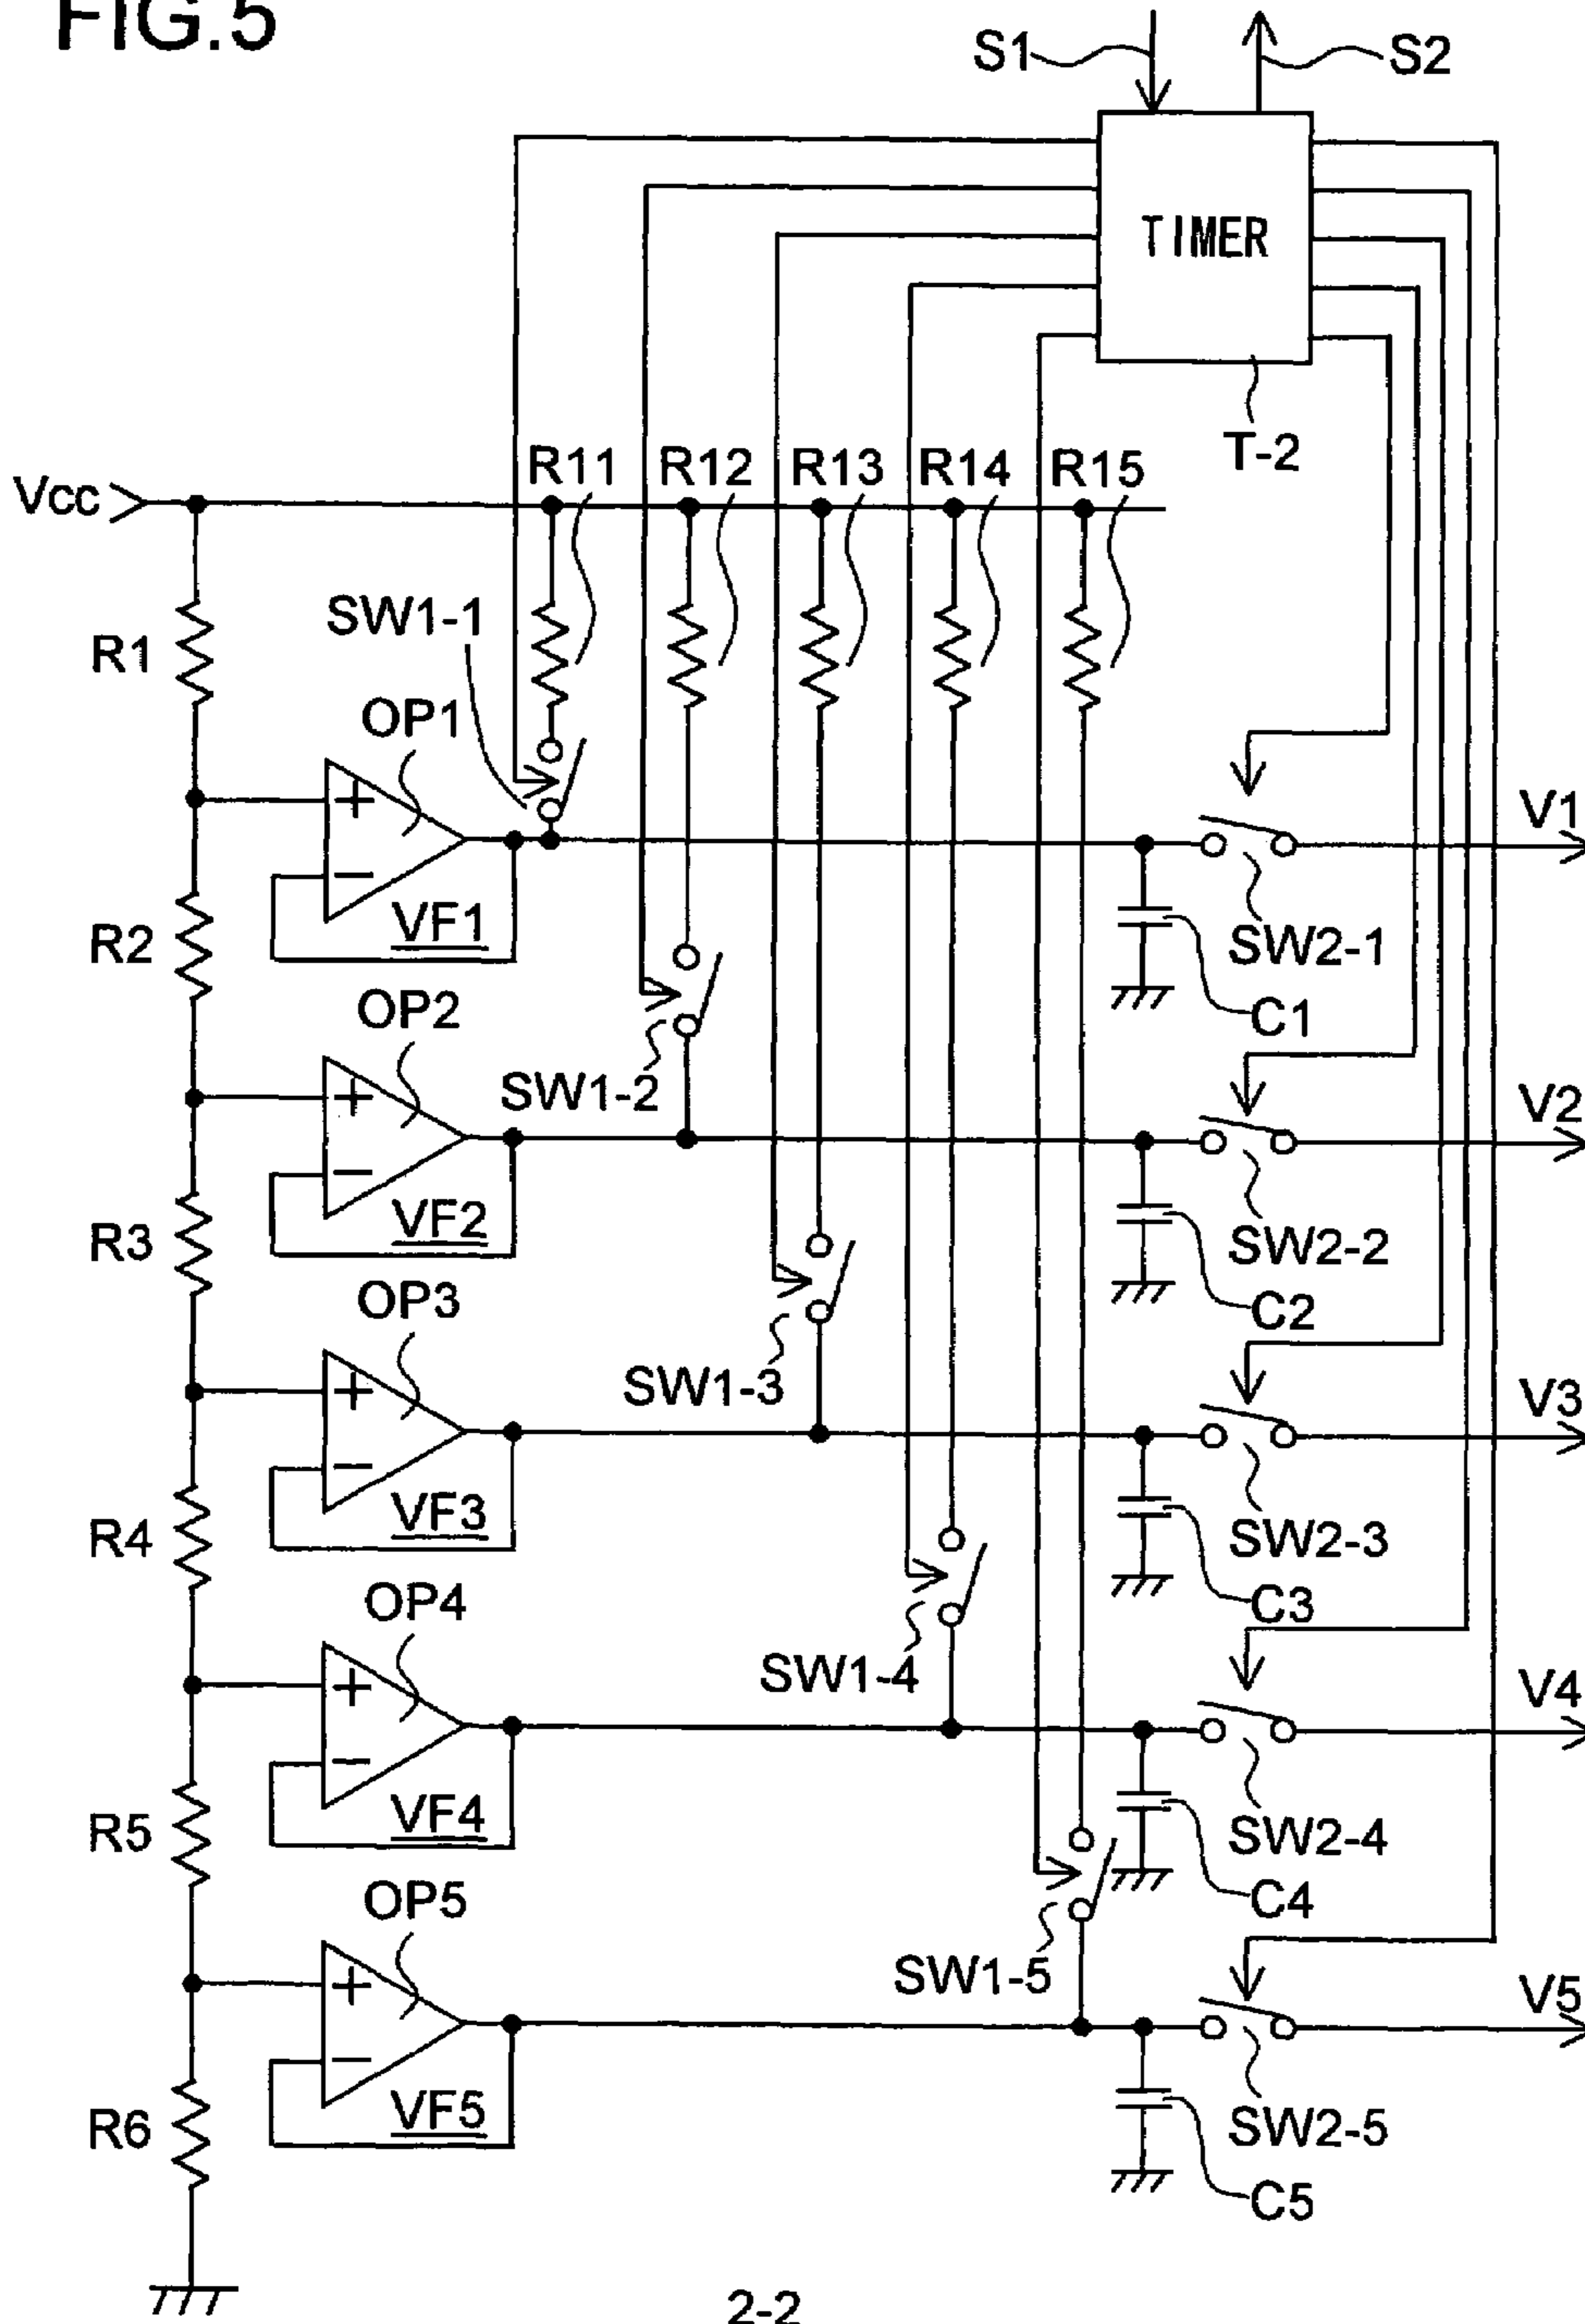 FIG.5
S1
S2
TIMER
T-2
R11
R12
R13
R14
R15
Vcc
SW1-1
R1
OP1
+
−
VF1
V1
SW2-1
C1
R2
OP2
+
−
VF2
SW1-2
V2
SW2-2
C2
R3
OP3
+
−
VF3
SW1-3
V3
SW2-3
C3
R4
OP4
+
−
VF4
SW1-4
V4
SW2-4
C4
R5
OP5
+
−
VF5
SW1-5
V5
SW2-5
C5
R6
2-2